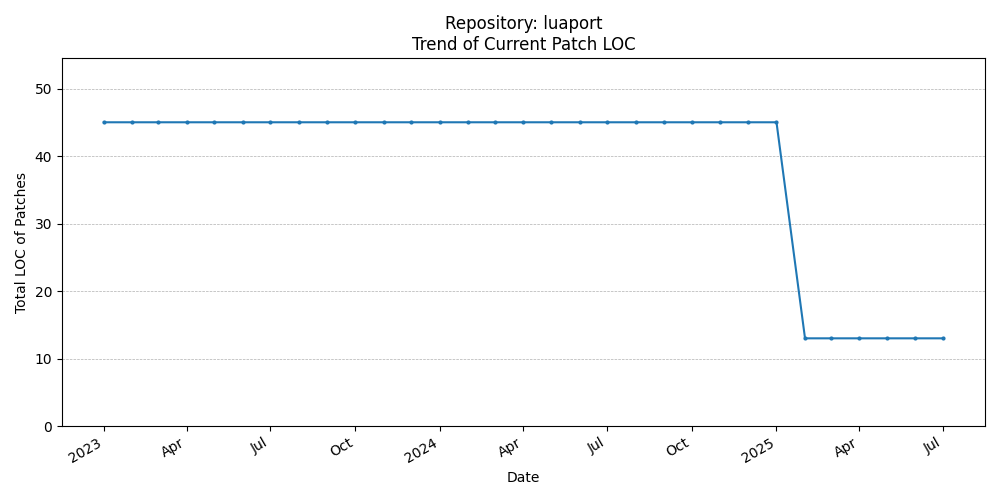 Repository: luaport
Trend of Current Patch LOC
Total LOC of Patches
50
40
30
20
10
0
2023 Apr Jul Oct 2024 Apr Jul Oct 2025 Apr Jul
Date